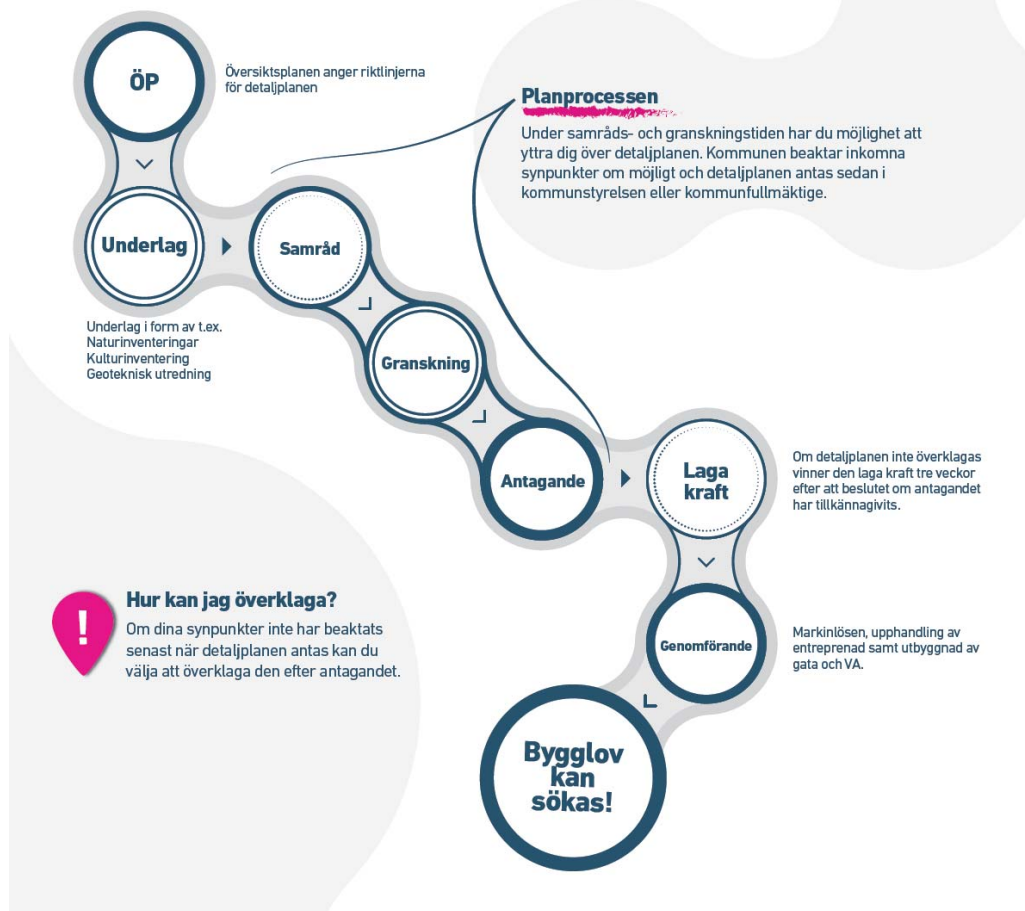 ÖP
Översiktsplanen anger riktlinjerna
för detaljplanen
Planprocessen
Under samråds- och granskningstiden har du möjlighet att
yttra dig över detaljplanen. Kommunen beaktar inkomna
synpunkter om möjligt och detaljplanen antas sedan i
kommunstyrelsen eller kommunfullmäktige.
Underlag
Samråd
Underlag i form av t.ex.
Naturinventeringar
Kulturinventering
Geoteknisk utredning
Granskning
Antagande
Laga
kraft
Om detaljplanen inte överklagas
vinner den laga kraft tre veckor
efter att beslutet om antagandet
har tillkännagivits.
!
Hur kan jag överklaga?
Om dina synpunkter inte har beaktats
senast när detaljplanen antas kan du
välja att överklaga den efter antagandet.
Genomförande
Markinlösen, upphandling av
entreprenad samt utbyggnad av
gata och VA.
Bygglov
kan
sökas!